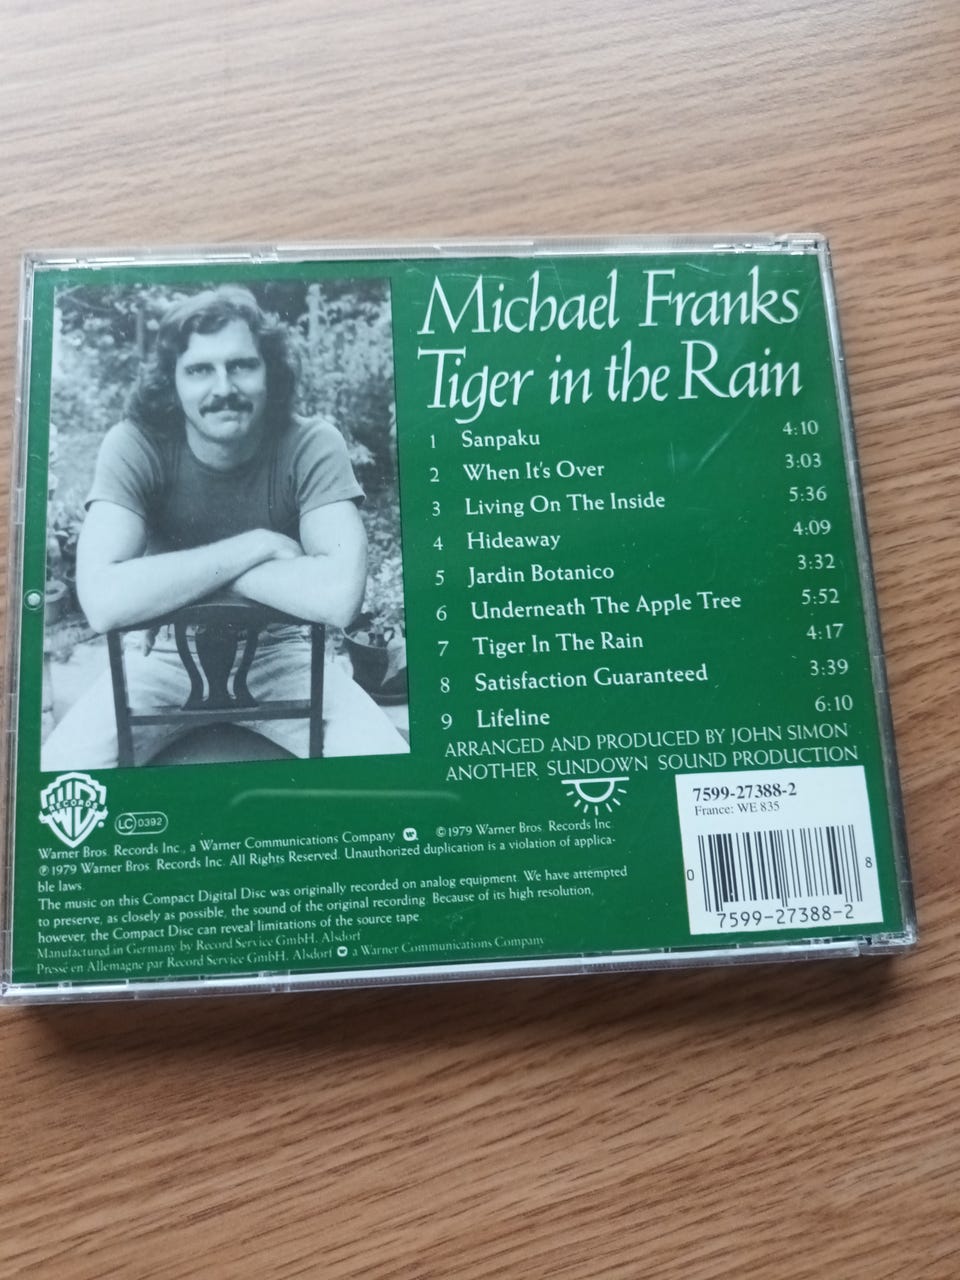 Michael Franks
Tiger in the Rain
1 Sanpaku 4:10
2 When It's Over 3:03
3 Living On The Inside 5:36
4 Hideaway 4:09
5 Jardin Botanico 3:32
6 Underneath The Apple Tree 5:52
7 Tiger In The Rain 4:17
8 Satisfaction Guaranteed 3:39
9 Lifeline 6:10
ARRANGED AND PRODUCED BY JOHN SIMON
ANOTHER SUNDOWN SOUND PRODUCTION
WB
RECORDS
LC 0392
Warner Bros. Records Inc., a Warner Communications Company ©1979 Warner Bros. Records Inc.
℗1979 Warner Bros. Records Inc. All Rights Reserved. Unauthorized duplication is a violation of applica-
ble laws.
The music on this Compact Digital Disc was originally recorded on analog equipment. We have attempted
to preserve, as closely as possible, the sound of the original recording. Because of its high resolution,
however, the Compact Disc can reveal limitations of the source tape.
Manufactured in Germany by Record Service GmbH. Alsdorf
Pressé en Allemagne par Record Service GmbH. Alsdorf a Warner Communications Company
7599-27388-2
France: WE 835
0 8
7599-27388-2